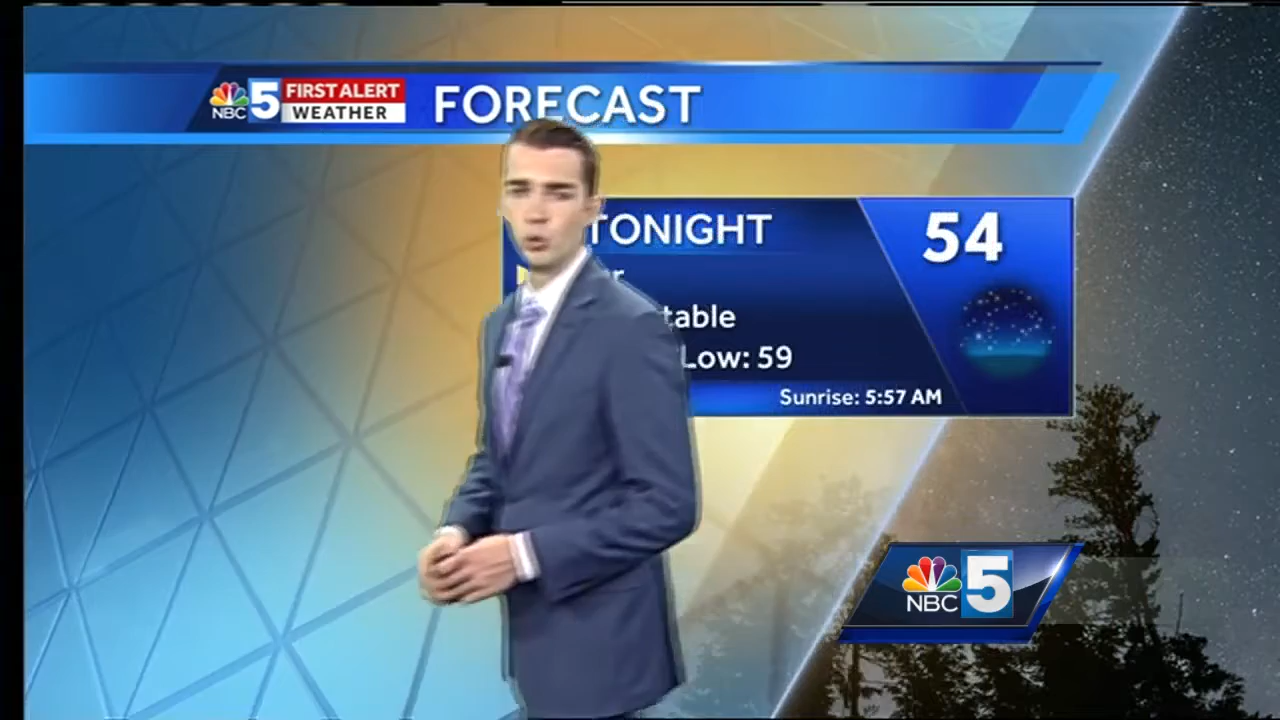 NBC 5 FIRST ALERT WEATHER FORECAST
TONIGHT
54
table
Low: 59
Sunrise: 5:57 AM
NBC 5